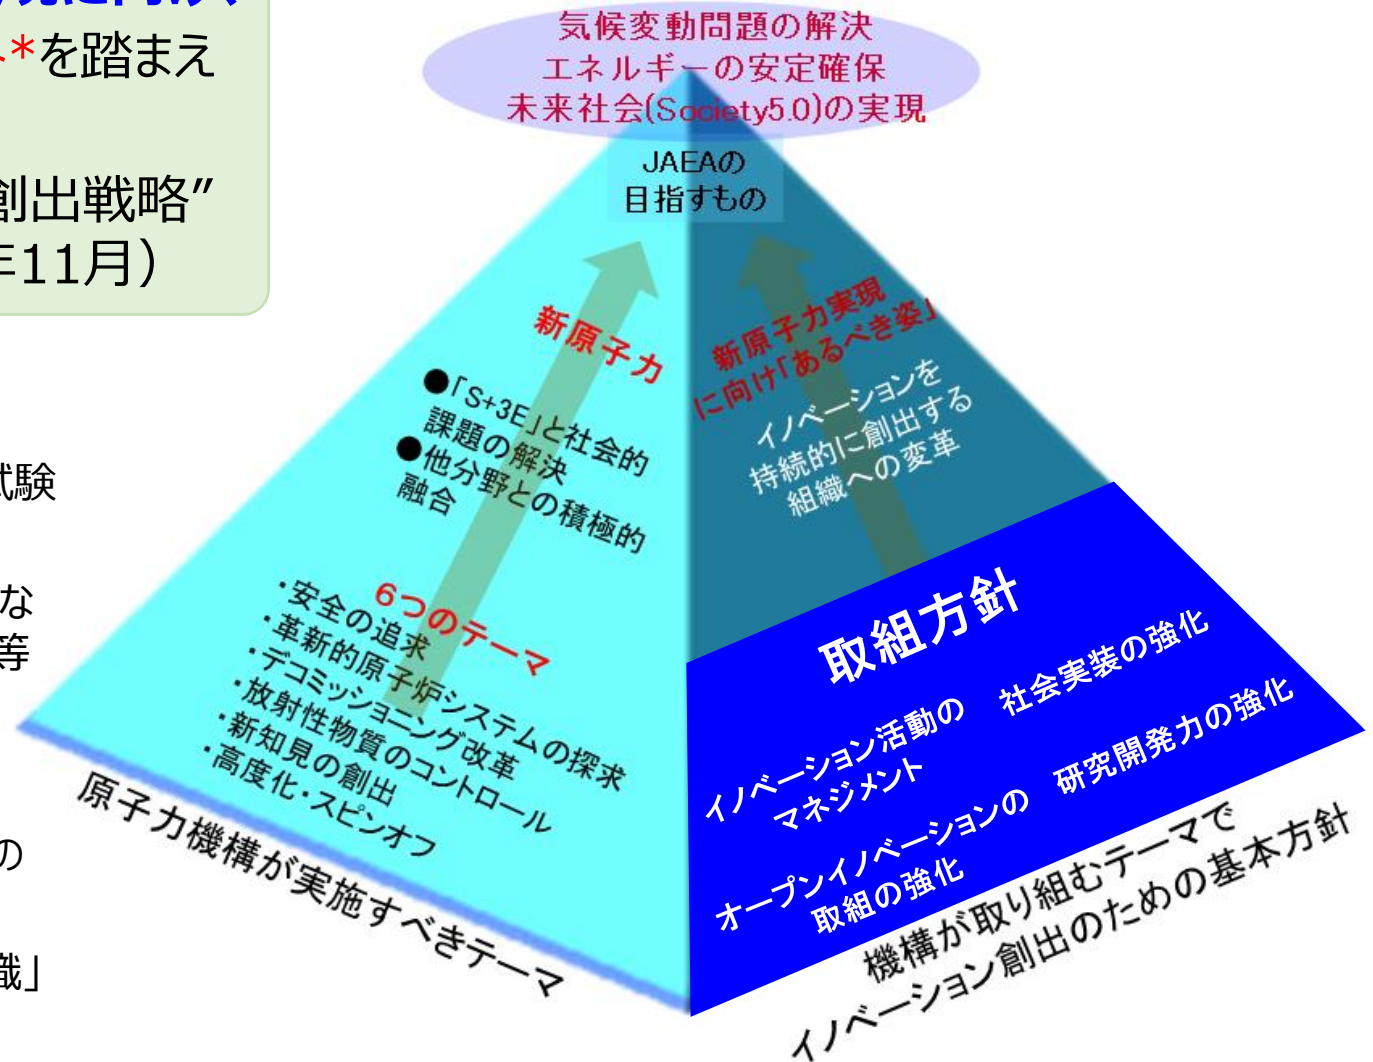 *を踏まえ
創出戦略”
年11月）
試験
な
等
の
織」
気候変動問題の解決
エネルギーの安定確保
未来社会(Society5.0)の実現
JAEAの
目指すもの
新原子力
●「S+3E」と社会的
課題の解決
●他分野との積極的
融合
6つのテーマ
・安全の追求
・革新的原子炉システムの探求
・デコミッショニング改革
・放射性物質のコントロール
・新知見の創出
・高度化・スピンオフ
原子力機構が実施すべきテーマ
新原子力実現
に向け「あるべき姿」
イノベーションを
持続的に創出する
組織への変革
取組方針
イノベーション活動の
マネジメント
社会実装の強化
オープンイノベーションの
取組の強化
研究開発力の強化
機構が取り組むテーマで
イノベーション創出のための基本方針